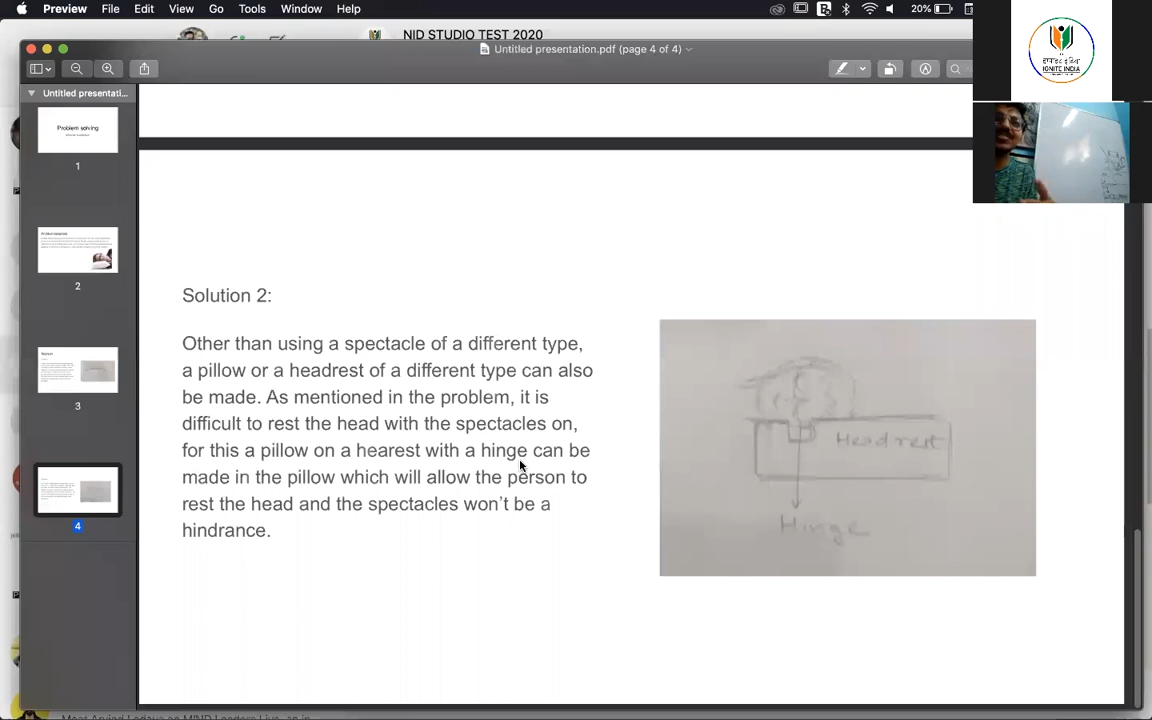 Preview File Edit View Go Tools Window Help
20%
NID STUDIO TEST 2020
Untitled presentation.pdf (page 4 of 4)
Untitled presentati...
Problem solving
1
2
3
4
Solution 2:
Other than using a spectacle of a different type,
a pillow or a headrest of a different type can also
be made. As mentioned in the problem, it is
difficult to rest the head with the spectacles on,
for this a pillow on a hearest with a hinge can be
made in the pillow which will allow the person to
rest the head and the spectacles won’t be a
hindrance.
Head rest
Hinge
इग्नाइट इंडिया
IGNITE INDIA